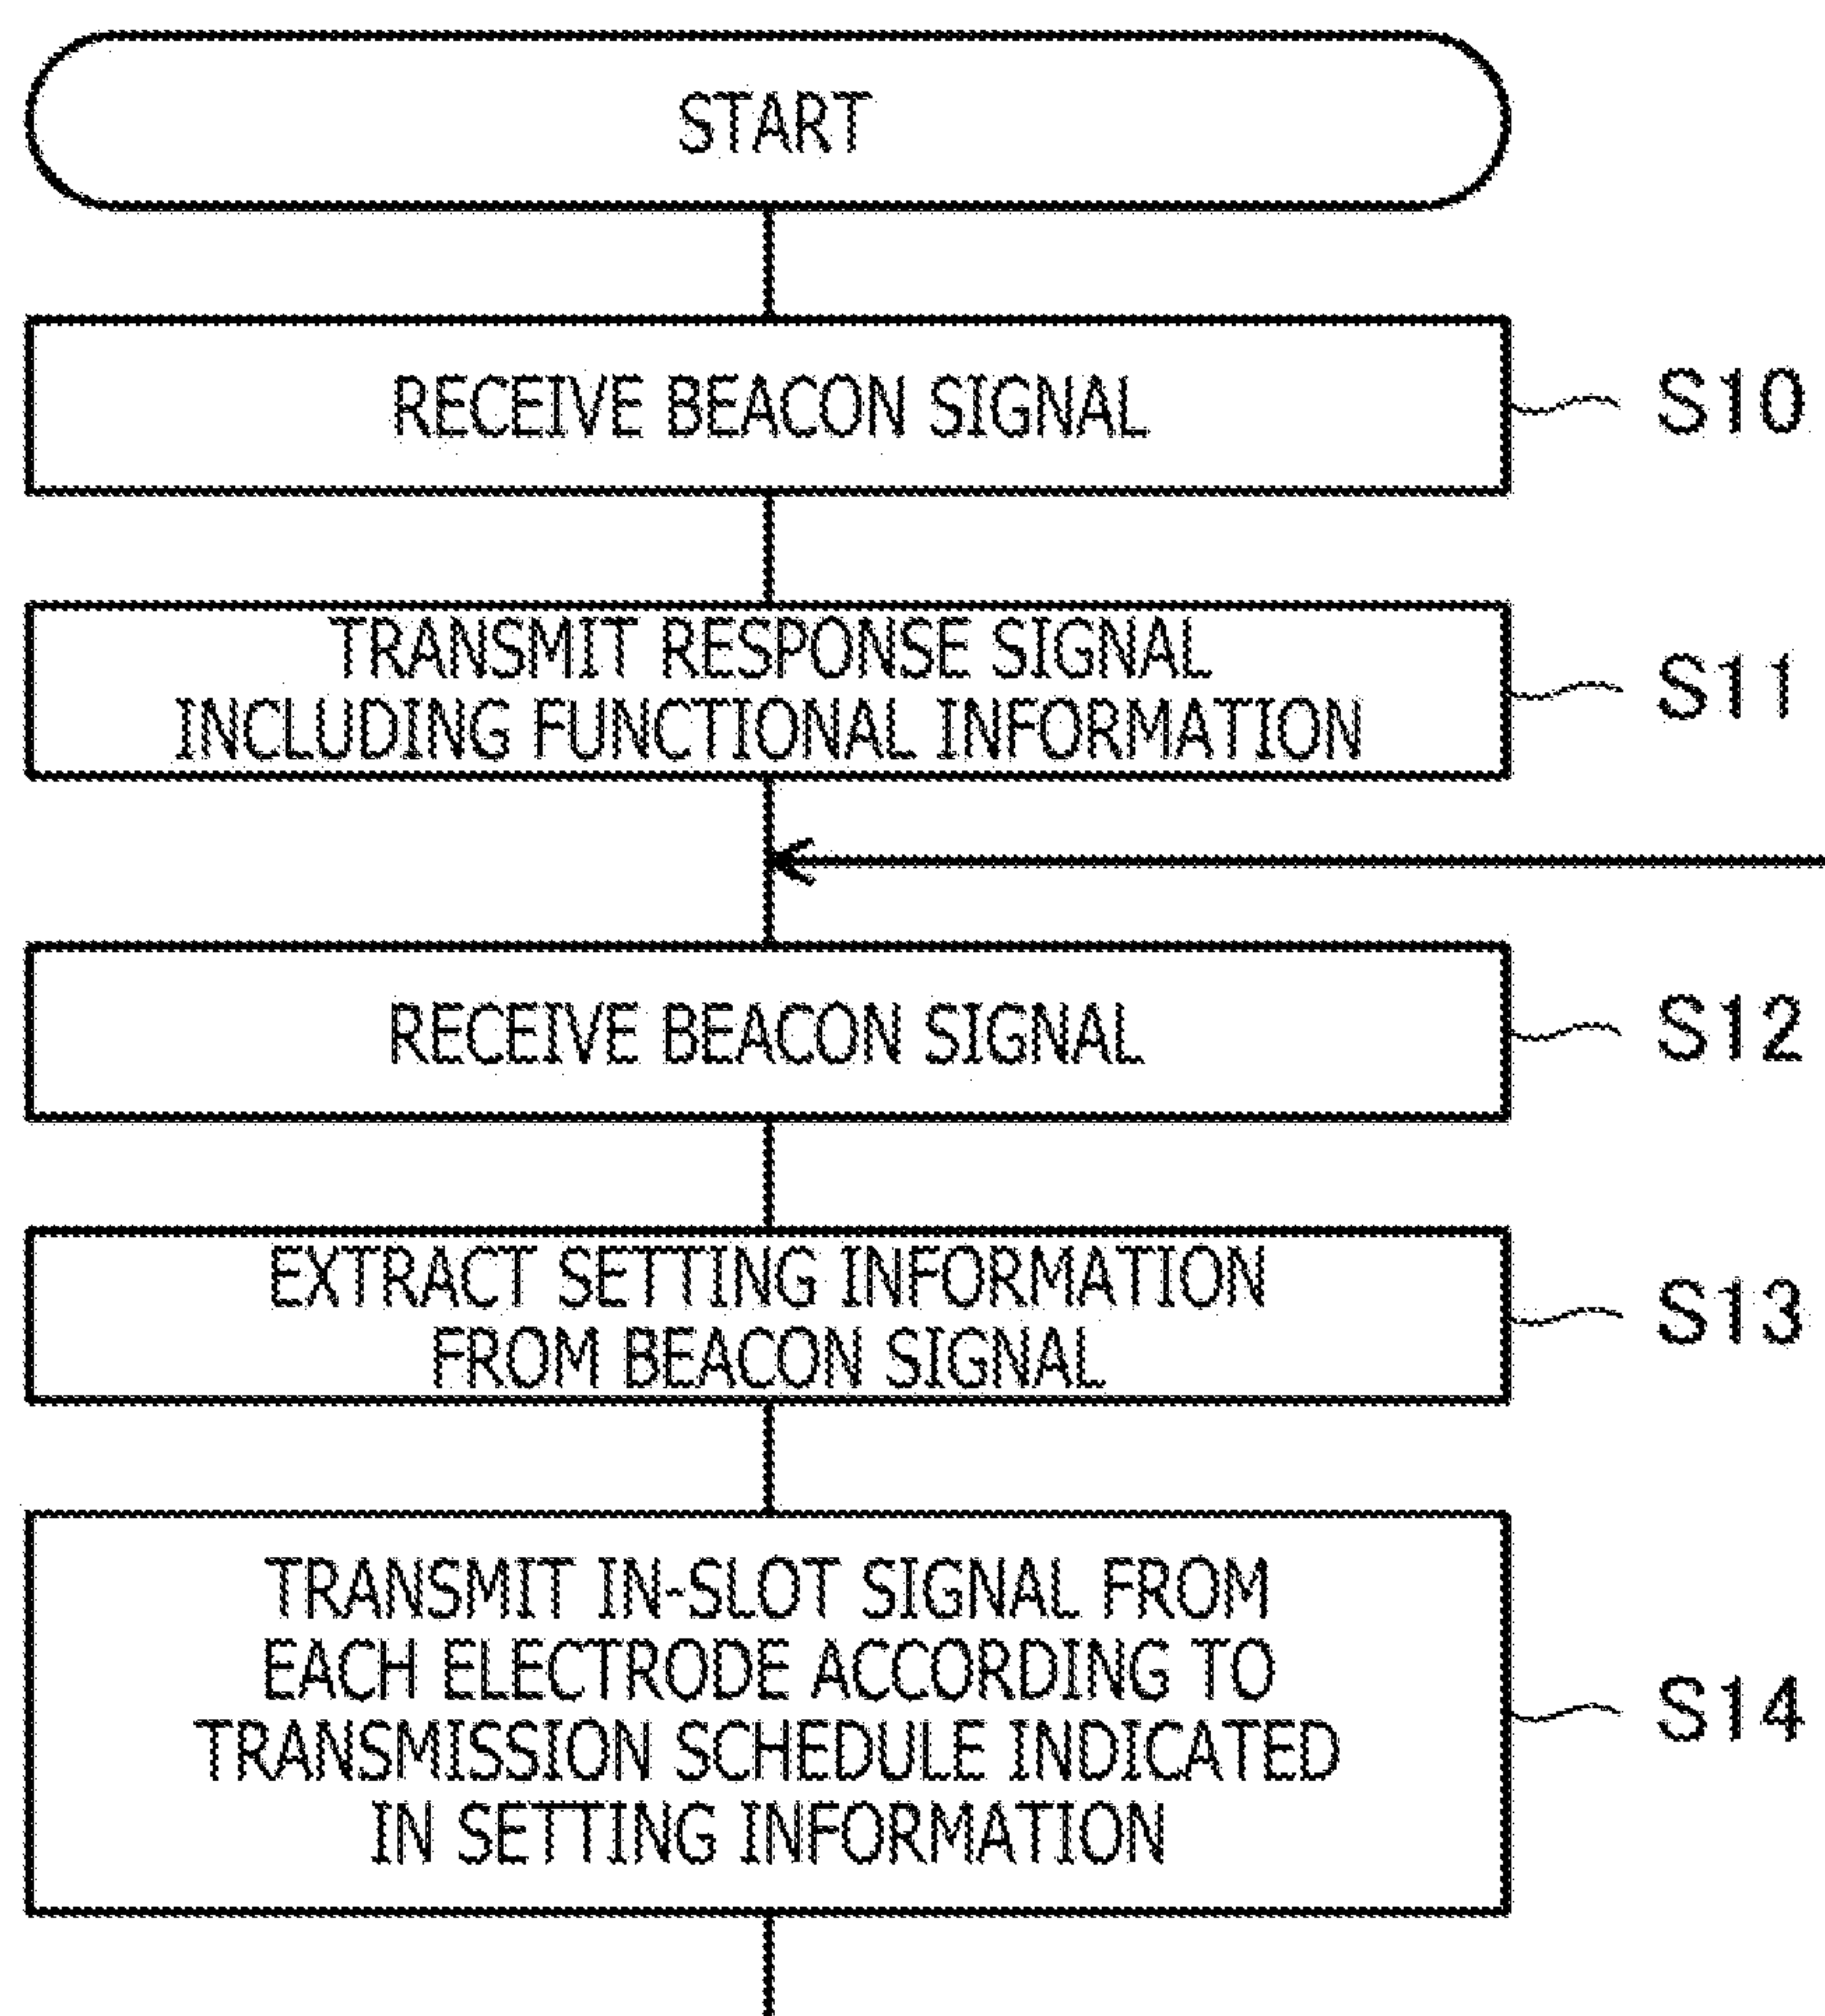 START
RECEIVE BEACON SIGNAL
S10
TRANSMIT RESPONSE SIGNAL
INCLUDING FUNCTIONAL INFORMATION
S11
RECEIVE BEACON SIGNAL
S12
EXTRACT SETTING INFORMATION
FROM BEACON SIGNAL
S13
TRANSMIT IN-SLOT SIGNAL FROM
EACH ELECTRODE ACCORDING TO
TRANSMISSION SCHEDULE INDICATED
IN SETTING INFORMATION
S14